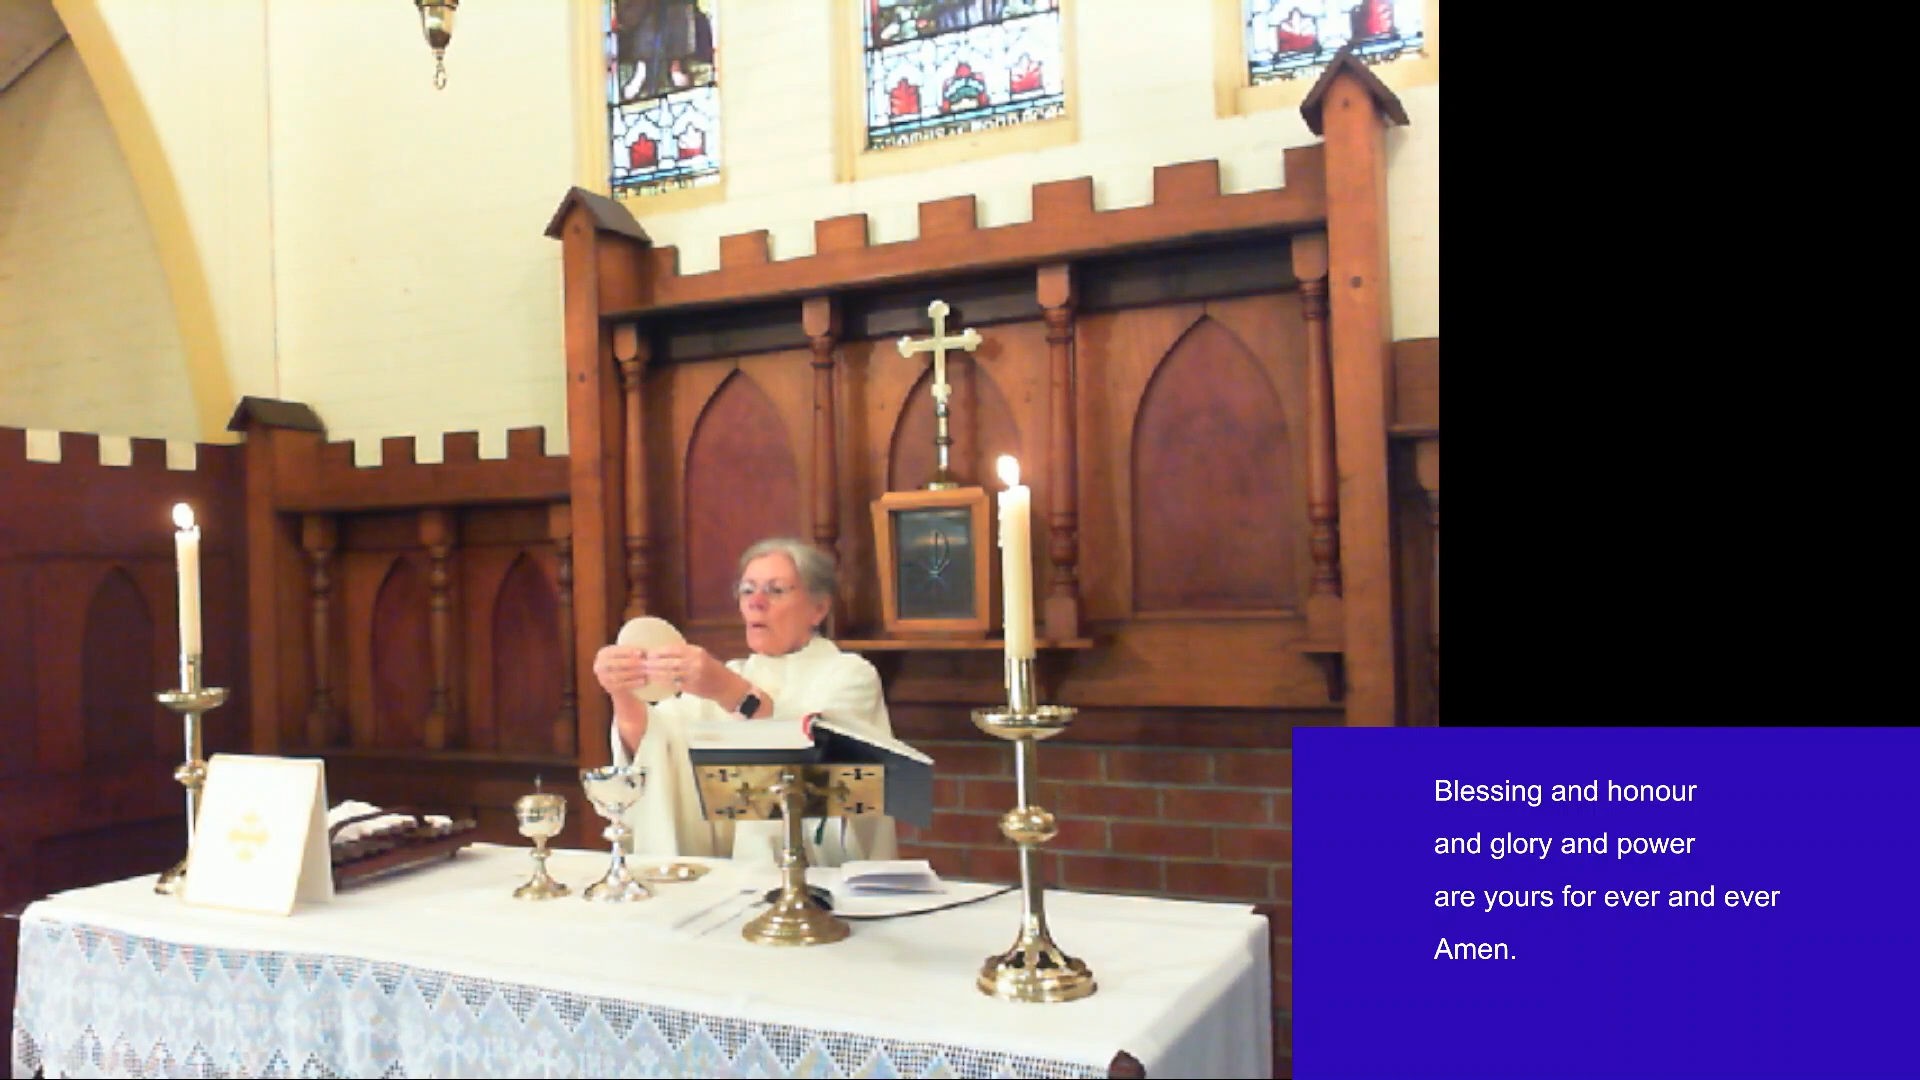 Blessing and honour
and glory and power
are yours for ever and ever
Amen.